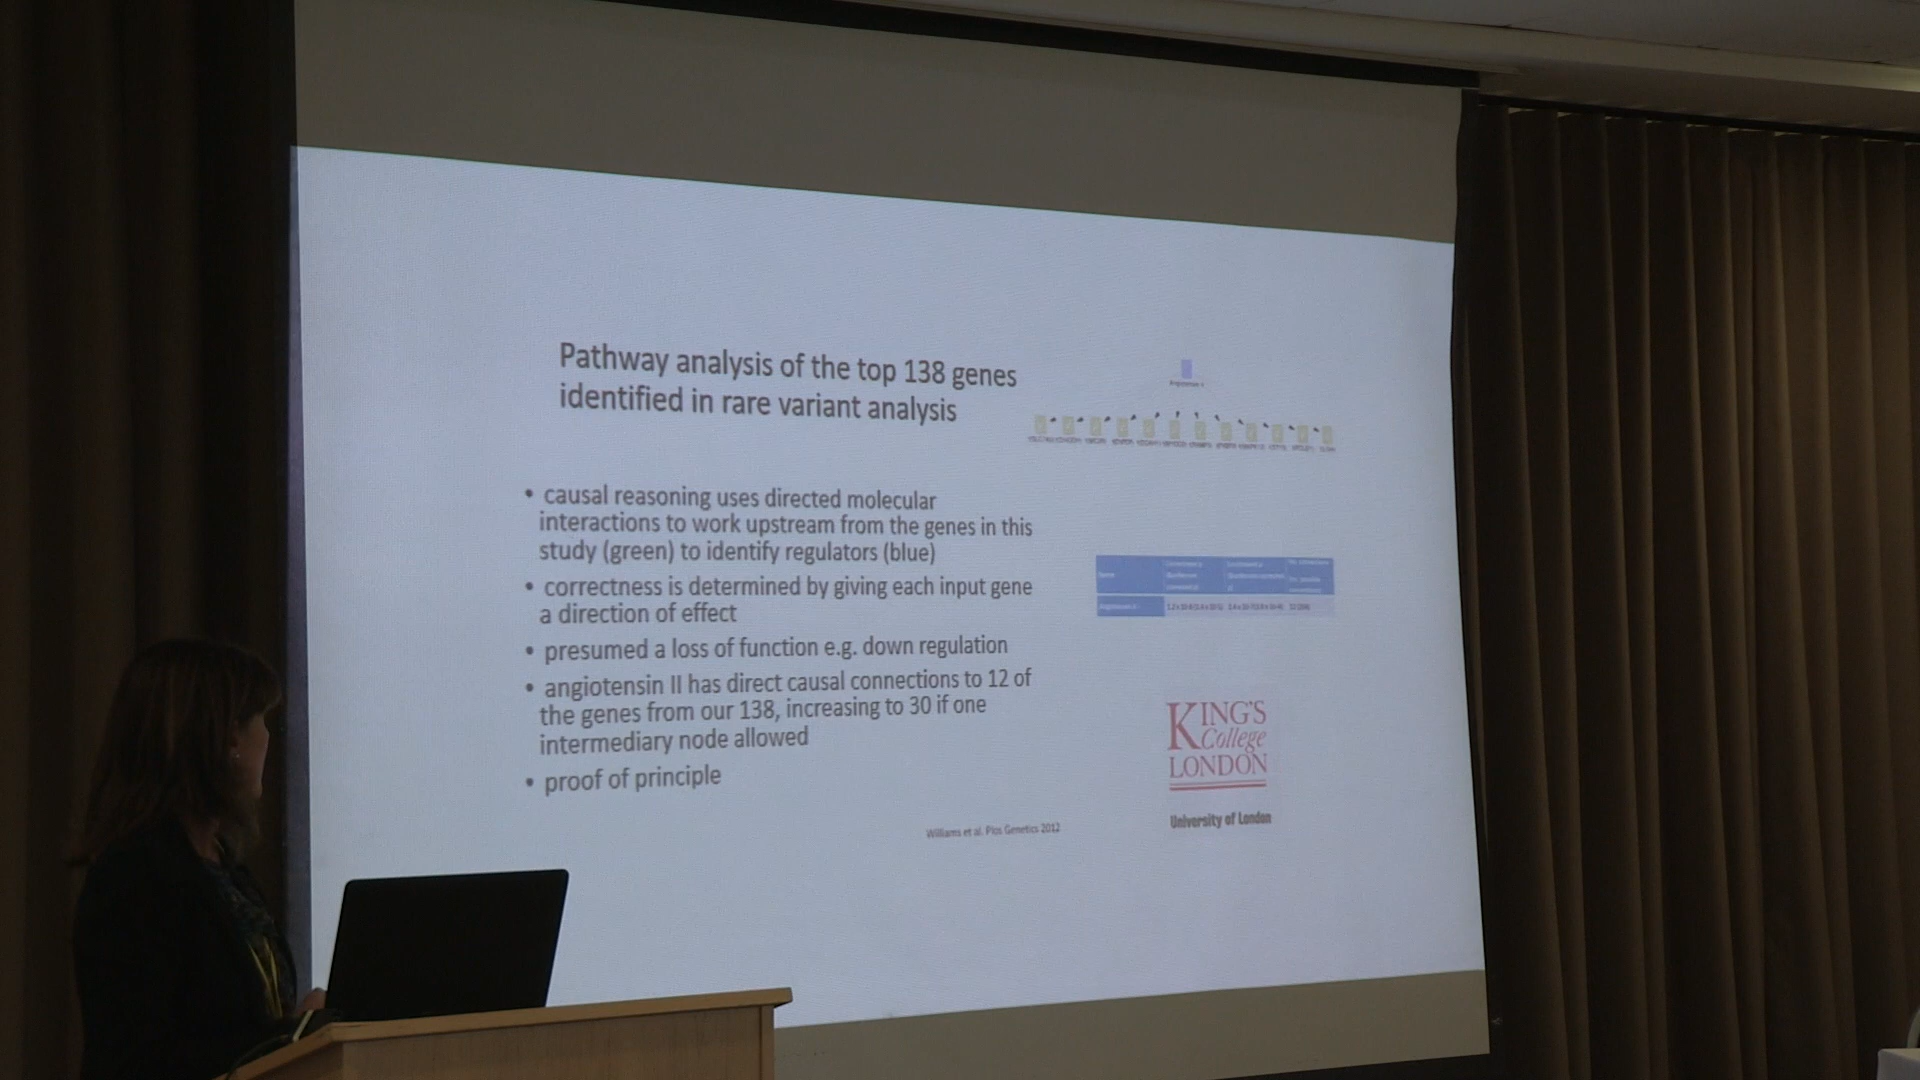 Pathway analysis of the top 138 genes
identified in rare variant analysis
• causal reasoning uses directed molecular
interactions to work upstream from the genes in this
study (green) to identify regulators (blue)
• correctness is determined by giving each input gene
a direction of effect
• presumed a loss of function e.g. down regulation
• angiotensin II has direct causal connections to 12 of
the genes from our 138, increasing to 30 if one
intermediary node allowed
• proof of principle
Williams et al. Plos Genetics 2012
KING'S
College
LONDON
University of London